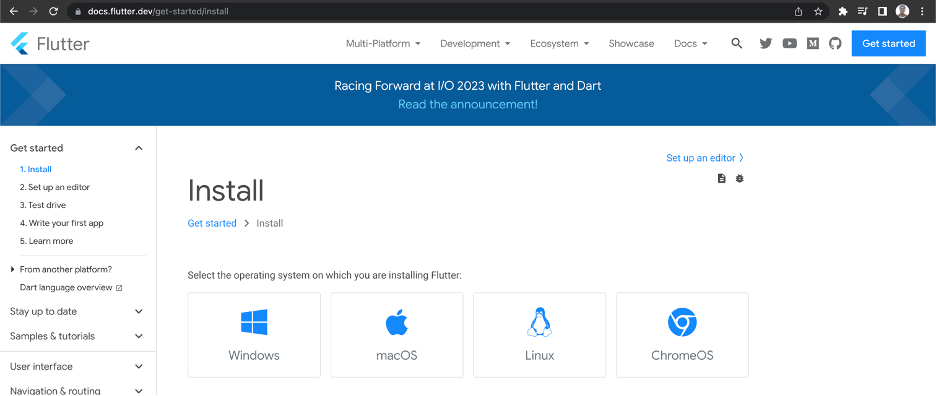 docs.flutter.dev/get-started/install
Flutter
Multi-Platform
Development
Ecosystem
Showcase
Docs
Get started
Racing Forward at I/O 2023 with Flutter and Dart
Read the announcement!
Get started
1. Install
2. Set up an editor
3. Test drive
4. Write your first app
5. Learn more
From another platform?
Dart language overview
Stay up to date
Samples & tutorials
User interface
Navigation & routing
Set up an editor
Install
Get started
Install
Select the operating system on which you are installing Flutter:
Windows
macOS
Linux
ChromeOS